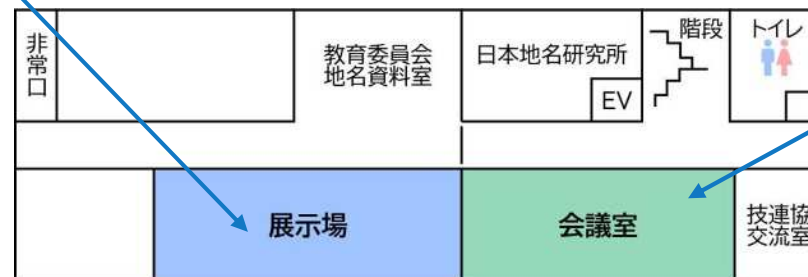 非常口
教育委員会
地名資料室
日本地名研究所
EV
階段
トイレ
展示場
会議室
技連協
交流室